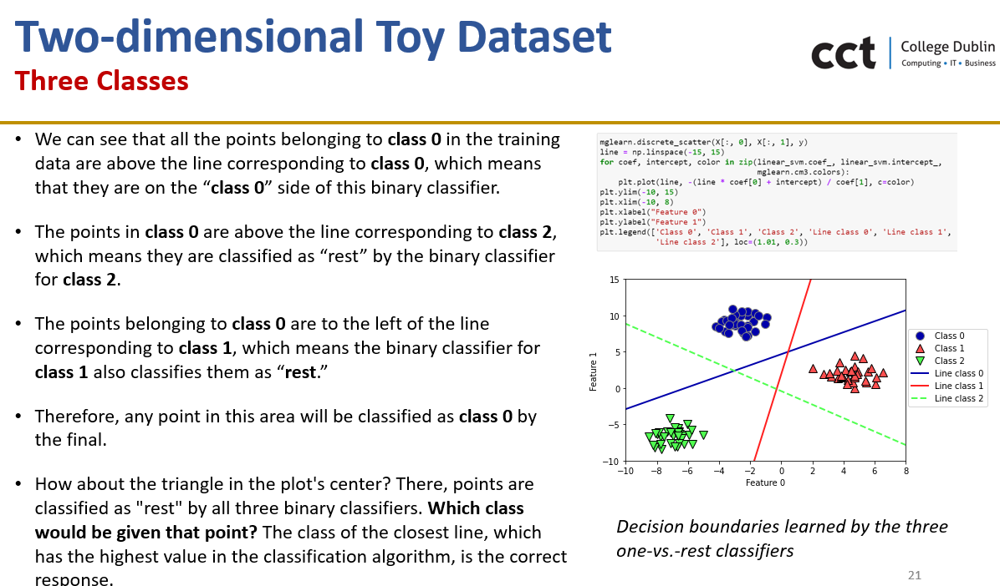 Two-dimensional Toy Dataset
Three Classes
cct
College Dublin
Computing • IT • Business
• We can see that all the points belonging to class 0 in the training
data are above the line corresponding to class 0, which means
that they are on the “class 0” side of this binary classifier.
• The points in class 0 are above the line corresponding to class 2,
which means they are classified as “rest” by the binary classifier
for class 2.
• The points belonging to class 0 are to the left of the line
corresponding to class 1, which means the binary classifier for
class 1 also classifies them as “rest.”
• Therefore, any point in this area will be classified as class 0 by
the final.
• How about the triangle in the plot's center? There, points are
classified as "rest" by all three binary classifiers. Which class
would be given that point? The class of the closest line, which
has the highest value in the classification algorithm, is the correct
response.
mglearn.discrete_scatter(X[:, 0], X[:, 1], y)
line = np.linspace(-15, 15)
for coef, intercept, color in zip(linear_svm.coef_, linear_svm.intercept_,
mglearn.cm3.colors):
plt.plot(line, -(line * coef[0] + intercept) / coef[1], c=color)
plt.ylim(-10, 15)
plt.xlim(-10, 8)
plt.xlabel("Feature 0")
plt.ylabel("Feature 1")
plt.legend(['Class 0', 'Class 1', 'Class 2', 'Line class 0', 'Line class 1',
'Line class 2'], loc=(1.01, 0.3))
15
10
5
0
−5
−10
Feature 1
−10 −8 −6 −4 −2 0 2 4 6 8
Feature 0
Class 0
Class 1
Class 2
Line class 0
Line class 1
Line class 2
Decision boundaries learned by the three
one-vs.-rest classifiers
21